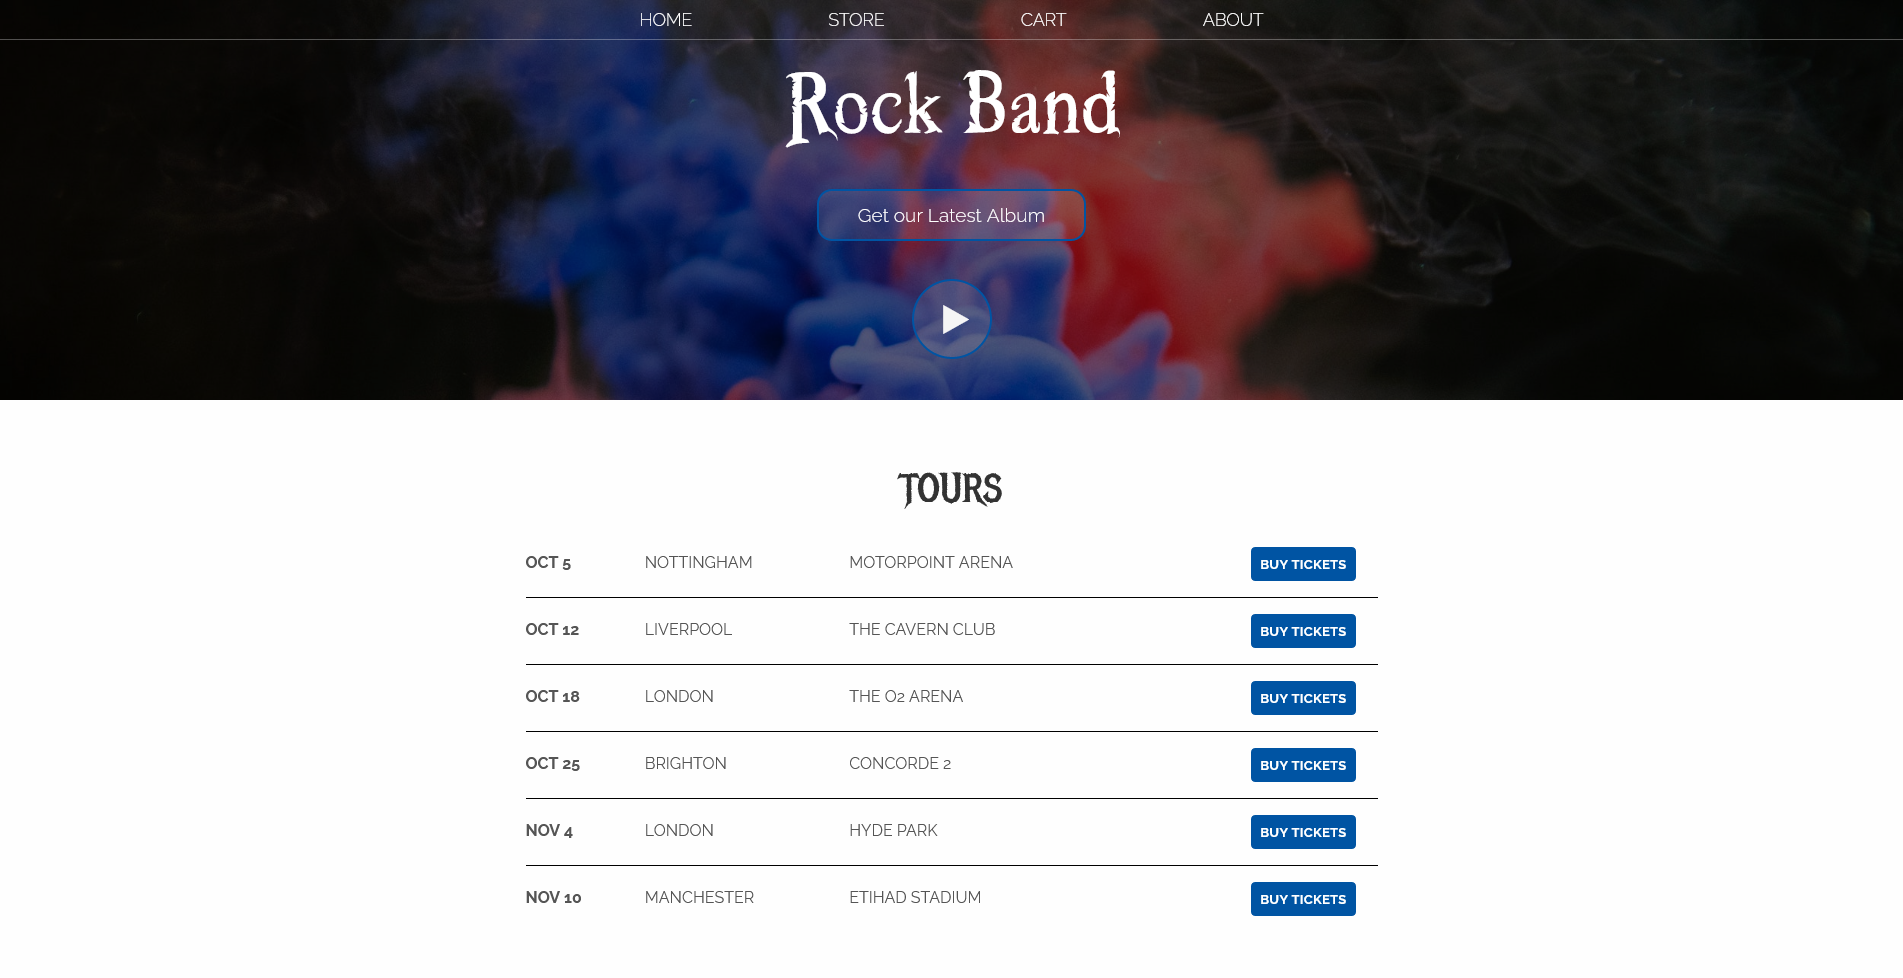 HOME STORE CART ABOUT
Rock Band
Get our Latest Album
TOURS
OCT 5 NOTTINGHAM MOTORPOINT ARENA BUY TICKETS
OCT 12 LIVERPOOL THE CAVERN CLUB BUY TICKETS
OCT 18 LONDON THE O2 ARENA BUY TICKETS
OCT 25 BRIGHTON CONCORDE 2 BUY TICKETS
NOV 4 LONDON HYDE PARK BUY TICKETS
NOV 10 MANCHESTER ETIHAD STADIUM BUY TICKETS